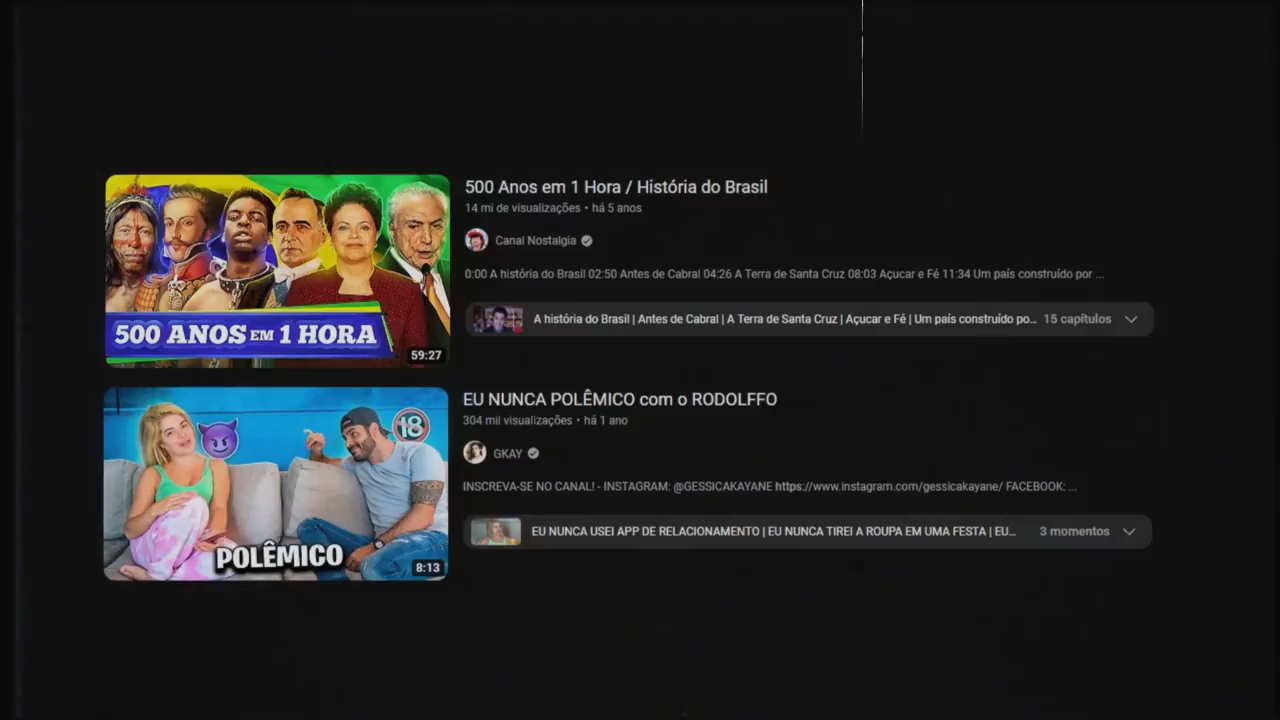 500 ANOS EM 1 HORA
59:27
500 Anos em 1 Hora / História do Brasil
14 mi de visualizações • há 5 anos
Canal Nostalgia
0:00 A história do Brasil 02:50 Antes de Cabral 04:26 A Terra de Santa Cruz 08:03 Açucar e Fé 11:34 Um país construído por ...
A história do Brasil | Antes de Cabral | A Terra de Santa Cruz | Açucar e Fé | Um país construído po... 15 capítulos
18
POLÊMICO
8:13
EU NUNCA POLÊMICO com o RODOLFFO
304 mil visualizações • há 1 ano
GKAY
INSCREVA-SE NO CANAL! - INSTAGRAM: @GESSICAKAYANE https://www.instagram.com/gessicakayane/ FACEBOOK: ...
EU NUNCA USEI APP DE RELACIONAMENTO | EU NUNCA TIREI A ROUPA EM UMA FESTA | EU... 3 momentos